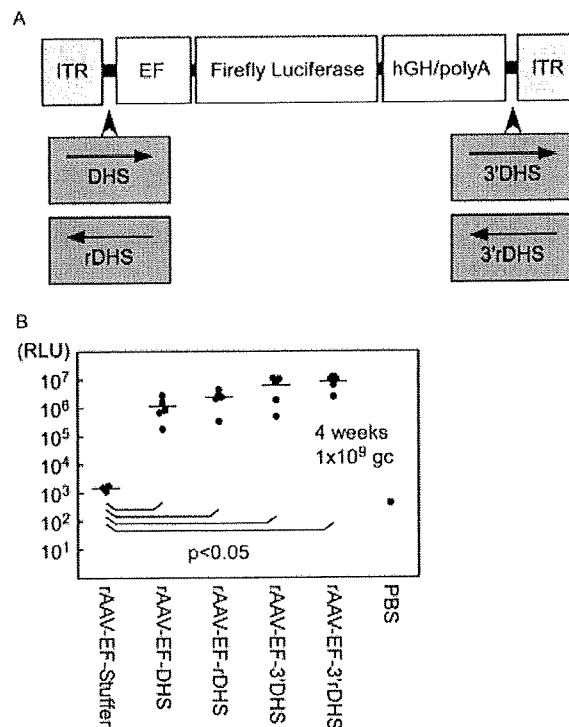 A
ITR
EF
Firefly Luciferase
hGH/polyA
ITR
DHS
3'DHS
rDHS
3'rDHS
B
(RLU)
10⁷
10⁶
10⁵
10⁴
10³
10²
10¹
4 weeks
1x10⁹ gc
p<0.05
rAAV-EF-Stuffer
rAAV-EF-DHS
rAAV-EF-rDHS
rAAV-EF-3'DHS
rAAV-EF-3'rDHS
PBS